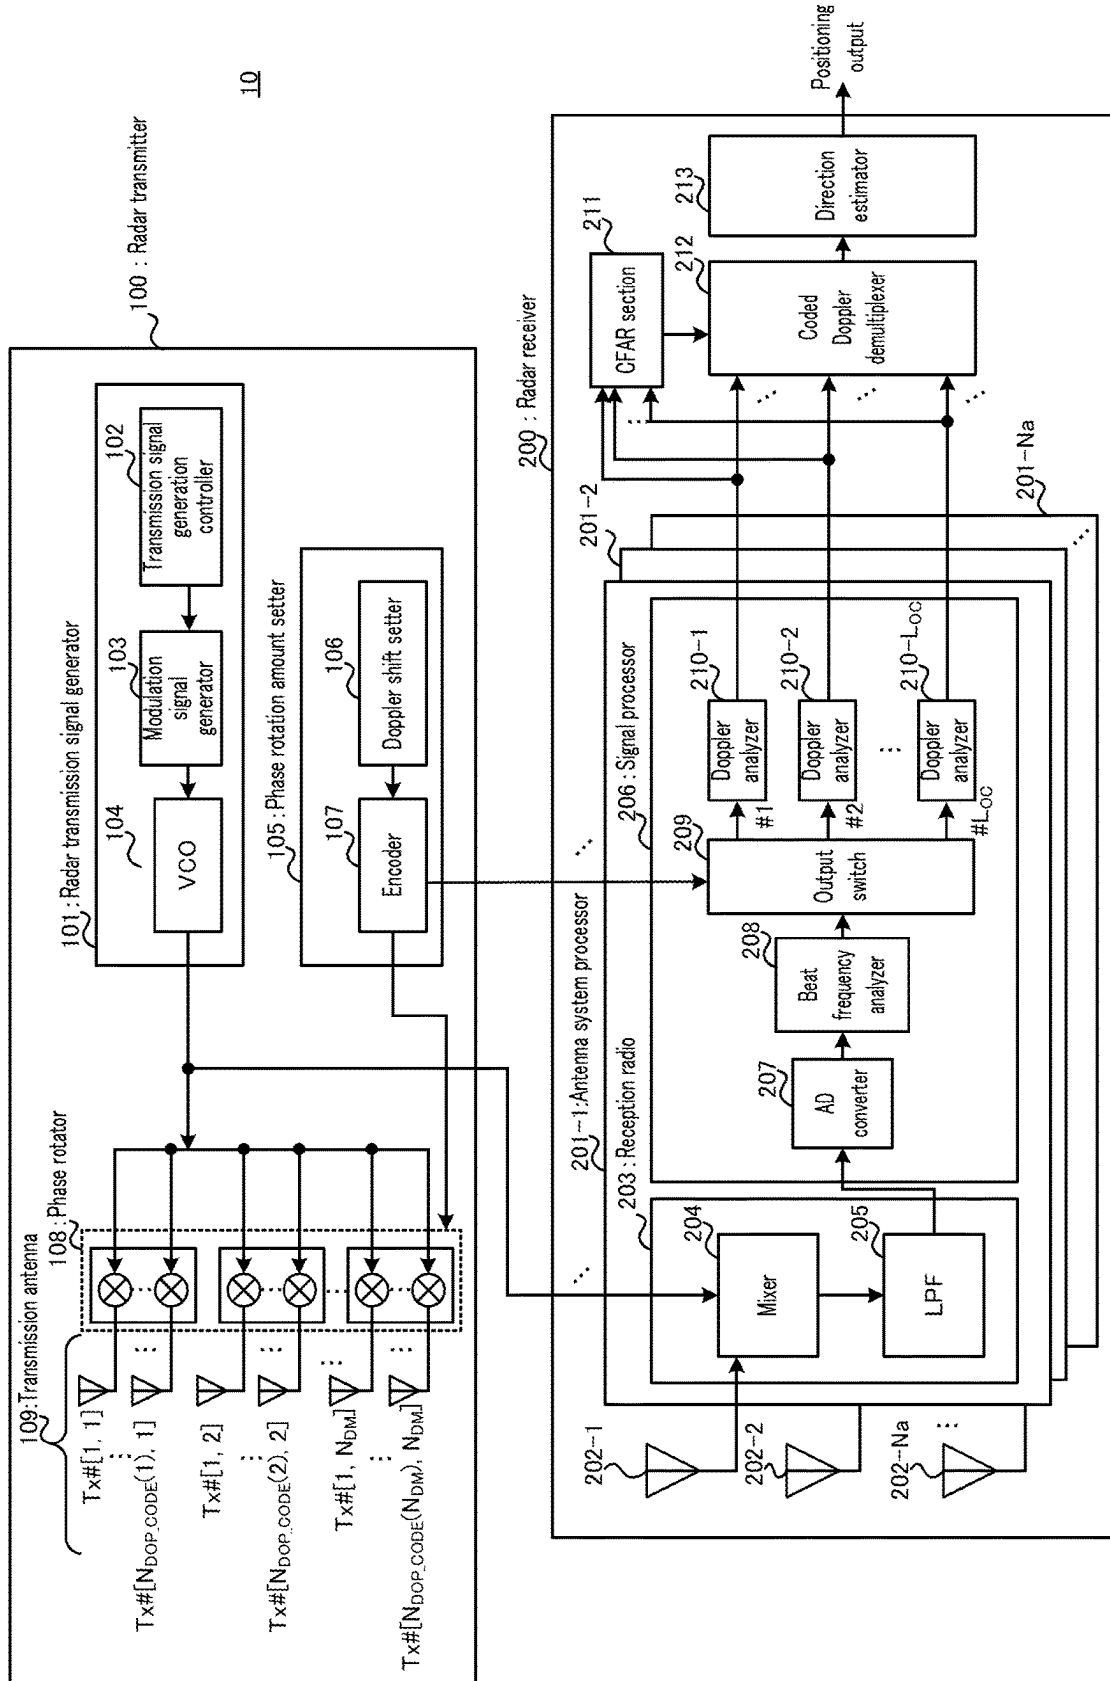 10
100 : Radar transmitter
101 : Radar transmission signal generator
102
Transmission signal
generation
controller
103
Modulation
signal
generator
104
VCO
105 : Phase rotation amount setter
106
Doppler shift setter
107
Encoder
108 : Phase rotator
109:Transmission antenna
Tx#[1, 1]
Tx#[NDOP_CODE(1), 1]
Tx#[1, 2]
Tx#[NDOP_CODE(2), 2]
Tx#[1, NDM]
Tx#[NDOP_CODE(NDM), NDM]
200 : Radar receiver
201-1:Antenna system processor
201-2
201-Na
202-1
202-2
202-Na
203 : Reception radio
204
Mixer
205
LPF
206 : Signal processor
207
AD
converter
208
Beat
frequency
analyzer
209
Output
switch
#1
#2
#LOC
210-1
Doppler
analyzer
210-2
Doppler
analyzer
210-LOC
Doppler
analyzer
211
CFAR section
212
Coded
Doppler
demultiplexer
213
Direction
estimator
Positioning
output